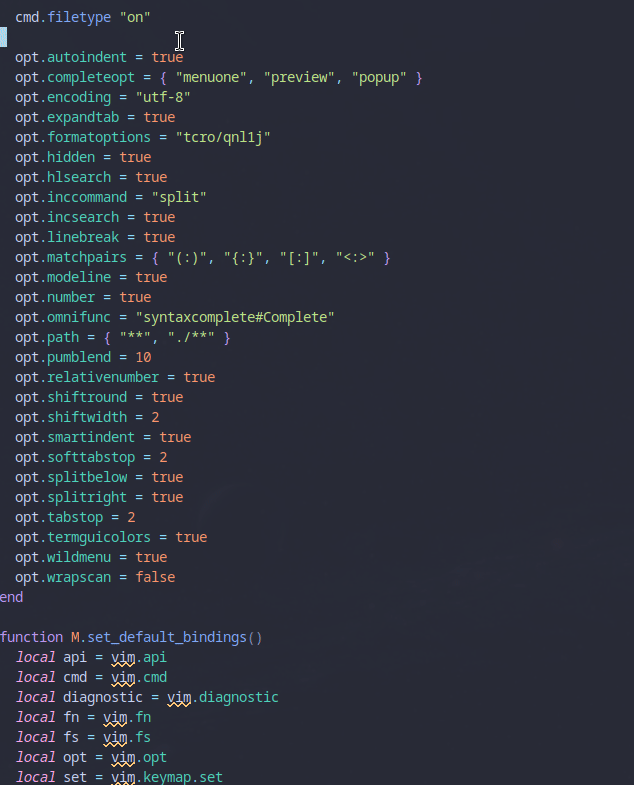 cmd.filetype "on"
opt.autoindent = true
opt.completeopt = { "menuone", "preview", "popup" }
opt.encoding = "utf-8"
opt.expandtab = true
opt.formatoptions = "tcro/qnl1j"
opt.hidden = true
opt.hlsearch = true
opt.inccommand = "split"
opt.incsearch = true
opt.linebreak = true
opt.matchpairs = { "(:)", "{:}", "[:]", "<:>" }
opt.modeline = true
opt.number = true
opt.omnifunc = "syntaxcomplete#Complete"
opt.path = { "**", "./**" }
opt.pumblend = 10
opt.relativenumber = true
opt.shiftround = true
opt.shiftwidth = 2
opt.smartindent = true
opt.softtabstop = 2
opt.splitbelow = true
opt.splitright = true
opt.tabstop = 2
opt.termguicolors = true
opt.wildmenu = true
opt.wrapscan = false
end
function M.set_default_bindings()
local api = vim.api
local cmd = vim.cmd
local diagnostic = vim.diagnostic
local fn = vim.fn
local fs = vim.fs
local opt = vim.opt
local set = vim.keymap.set